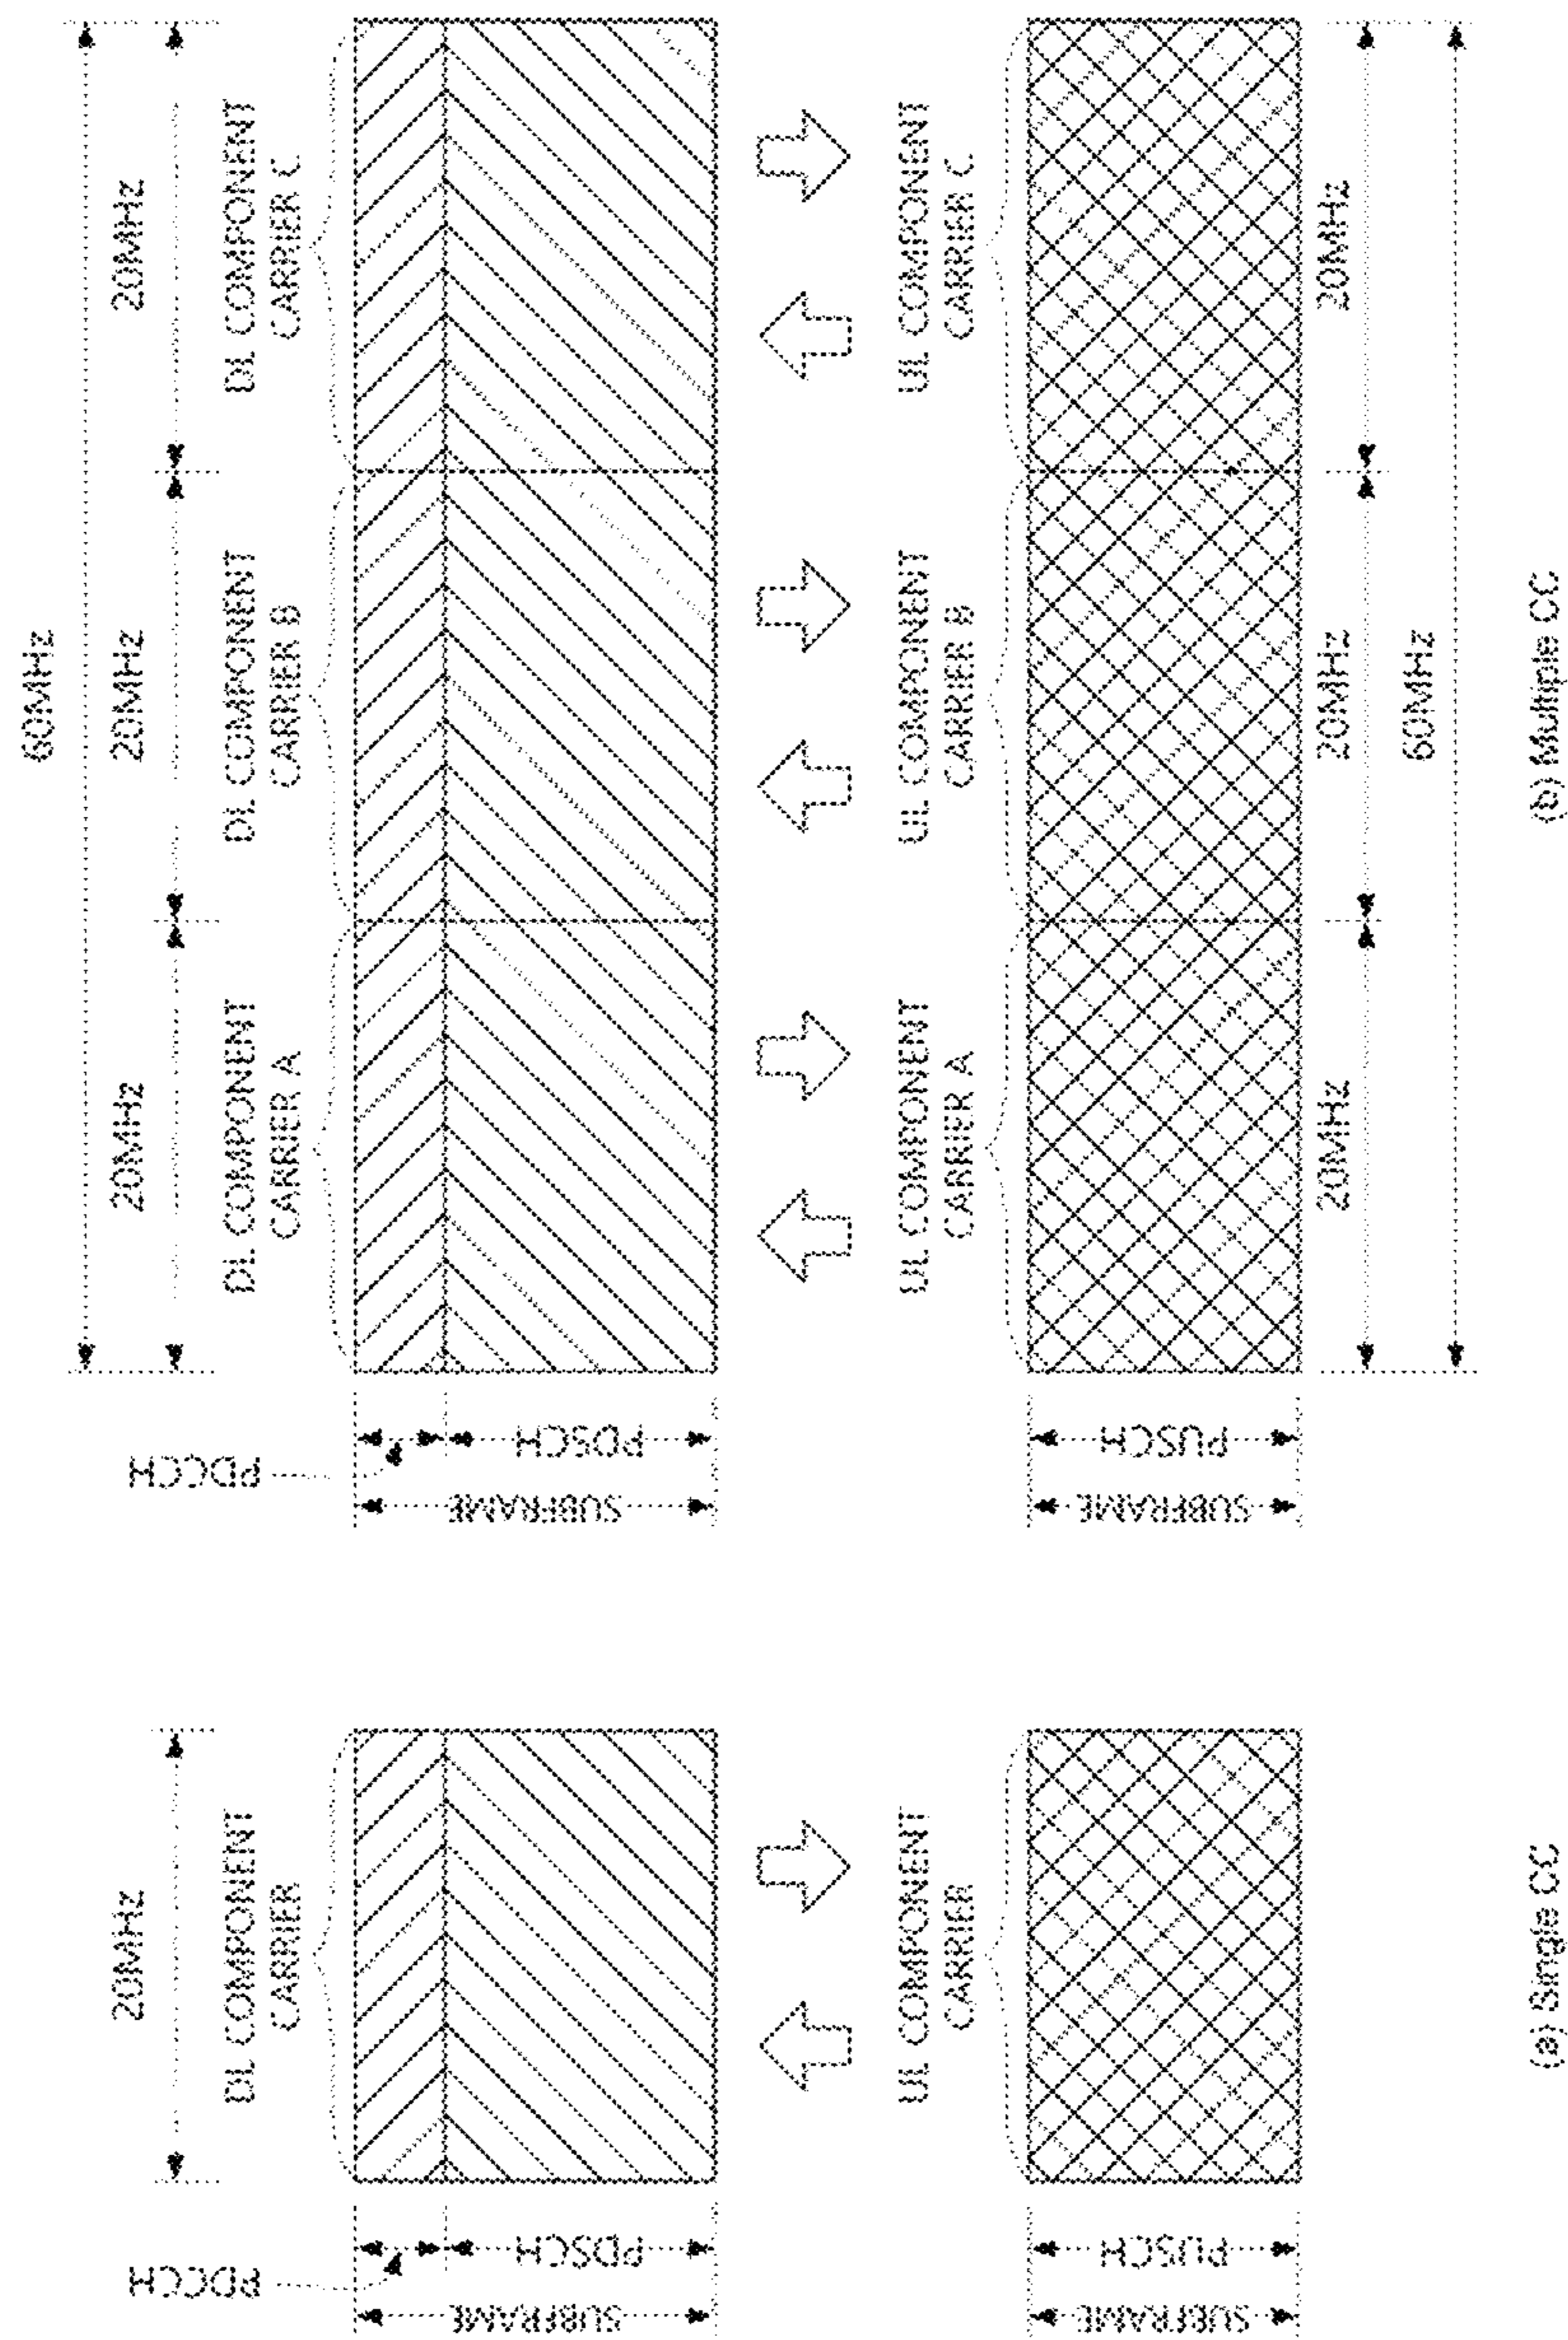 20MHz
DL COMPONENT
CARRIER
PDCCH
PDSCH
SUBFRAME
UL COMPONENT
CARRIER
PUSCH
SUBFRAME
(a) Single CC
60MHz
20MHz
20MHz
20MHz
DL COMPONENT
CARRIER A
DL COMPONENT
CARRIER B
DL COMPONENT
CARRIER C
PDCCH
PDSCH
SUBFRAME
UL COMPONENT
CARRIER A
UL COMPONENT
CARRIER B
UL COMPONENT
CARRIER C
PUSCH
SUBFRAME
20MHz
20MHz
20MHz
60MHz
(b) Multiple CC